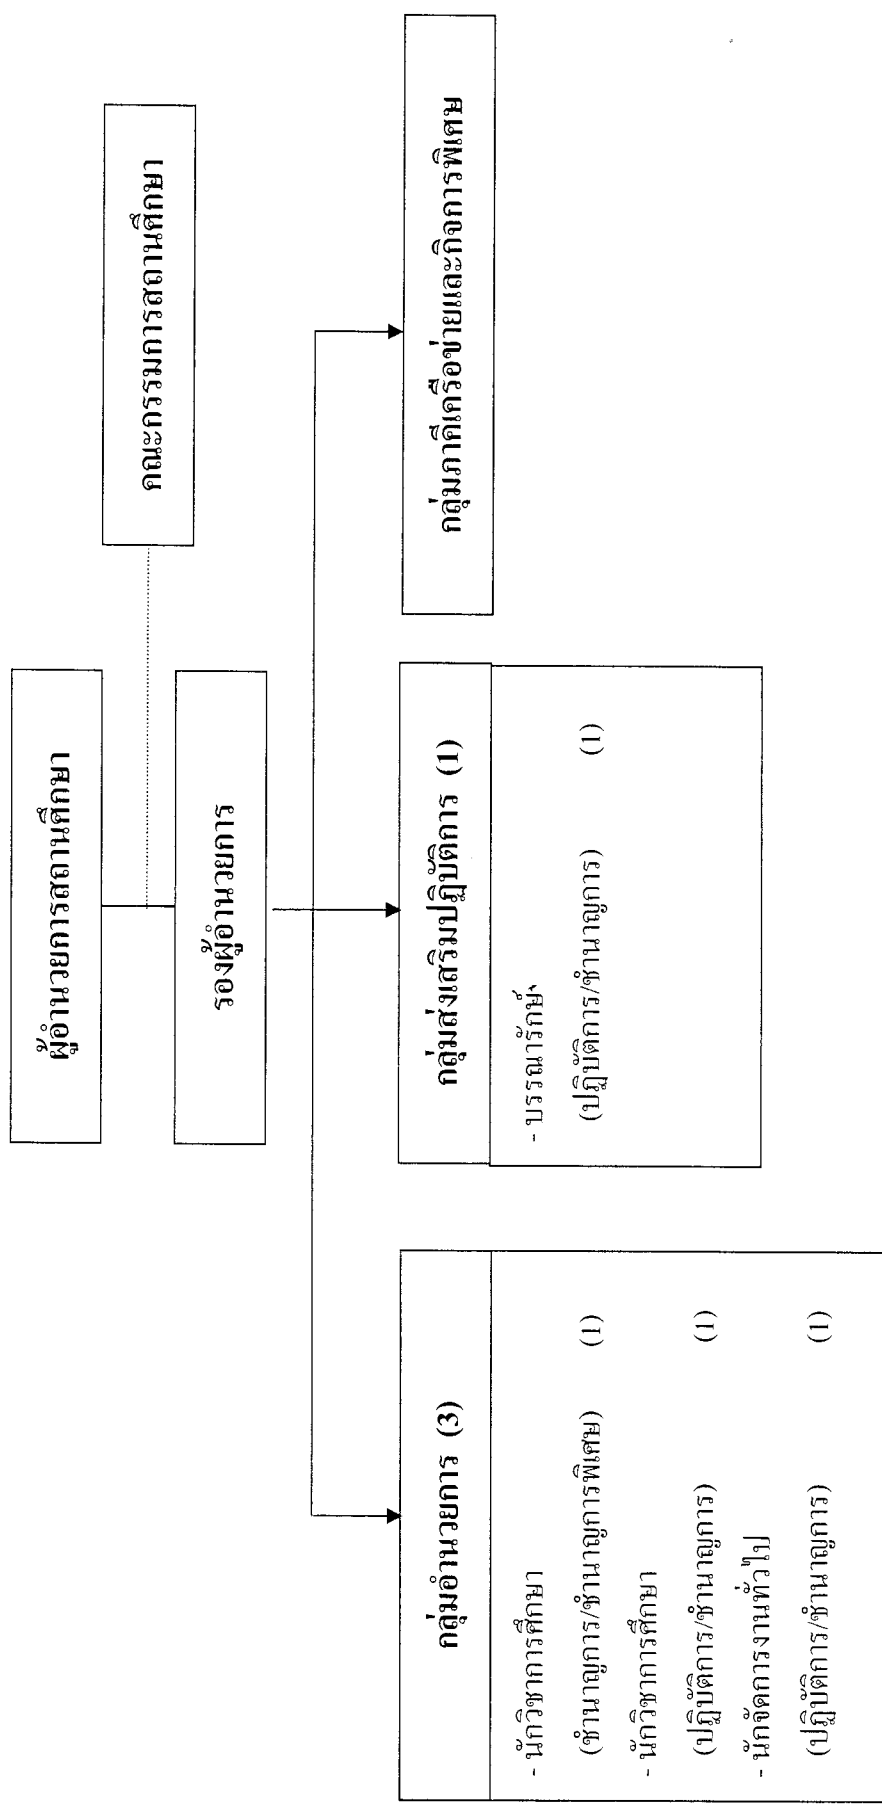 ผู้อำนวยการสถานศึกษา
คณะกรรมการสถานศึกษา
รองผู้อำนวยการ
กลุ่มอำนวยการ (3)
- นักวิชาการศึกษา
(ชำนาญการ/ชำนาญการพิเศษ) (1)
- นักวิชาการศึกษา
(ปฏิบัติการ/ชำนาญการ) (1)
- นักจัดการงานทั่วไป
(ปฏิบัติการ/ชำนาญการ) (1)
กลุ่มส่งเสริมปฏิบัติการ (1)
- บรรณารักษ์
(ปฏิบัติการ/ชำนาญการ) (1)
กลุ่มภาคีเครือข่ายและกิจการพิเศษ